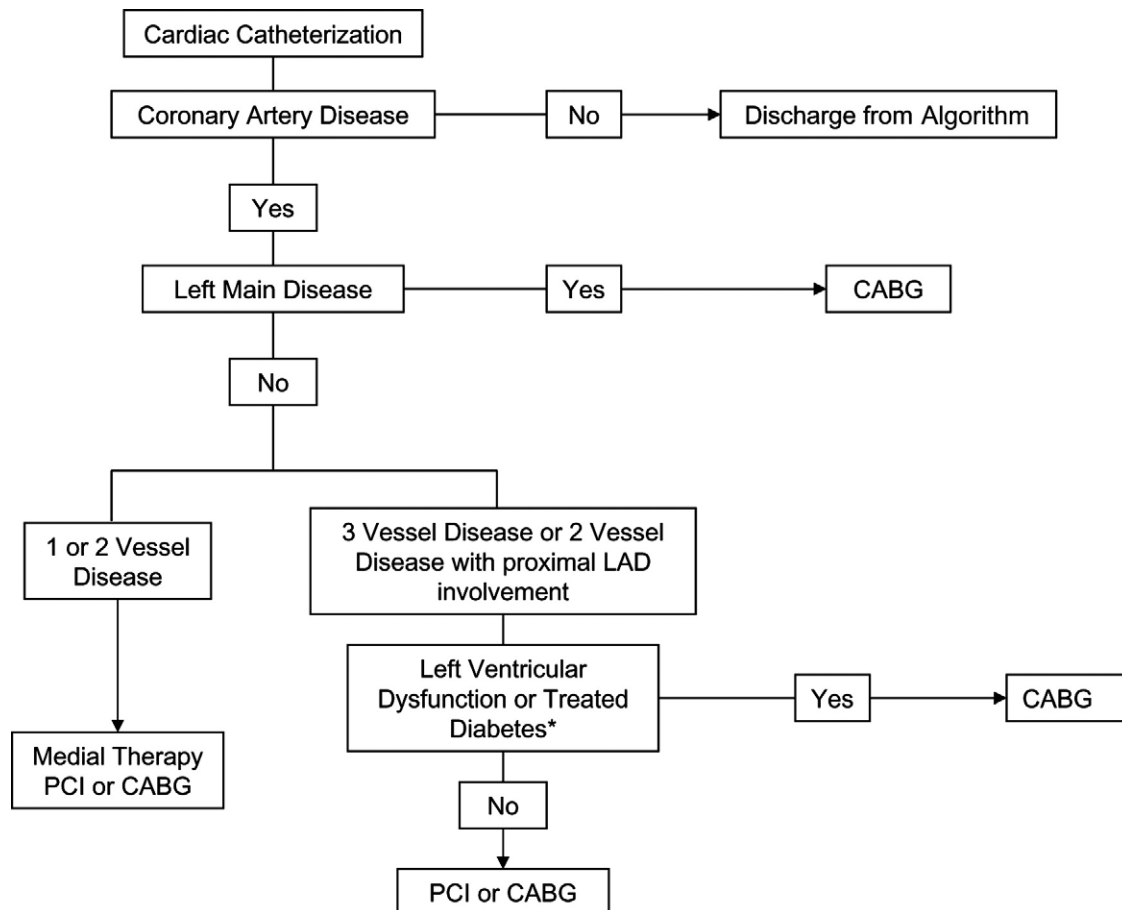 Cardiac Catheterization
Coronary Artery Disease
No
Discharge from Algorithm
Yes
Left Main Disease
Yes
CABG
No
1 or 2 Vessel
Disease
3 Vessel Disease or 2 Vessel
Disease with proximal LAD
involvement
Left Ventricular
Dysfunction or Treated
Diabetes*
Yes
CABG
Medial Therapy
PCI or CABG
No
PCI or CABG